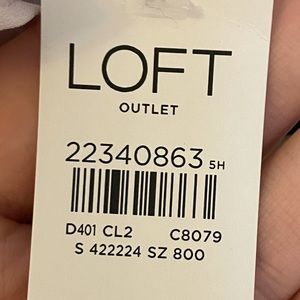 LOFT
OUTLET
22340863 5H
D401 CL2 C8079
S 422224 SZ 800